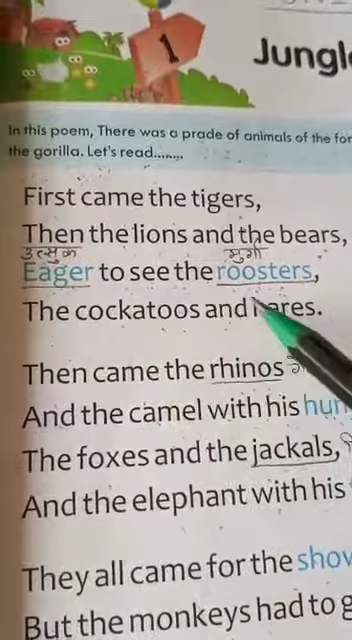 1
Jungl
In this poem, There was a prade of animals of the for
the gorilla. Let's read........
First came the tigers,
Then the lions and the bears,
उत्सुक मुर्गा
Eager to see the roosters,
The cockatoos and hares.
Then came the rhinos
And the camel with his hun
The foxes and the jackals,
And the elephant with his
They all came for the show
But the monkeys had to g